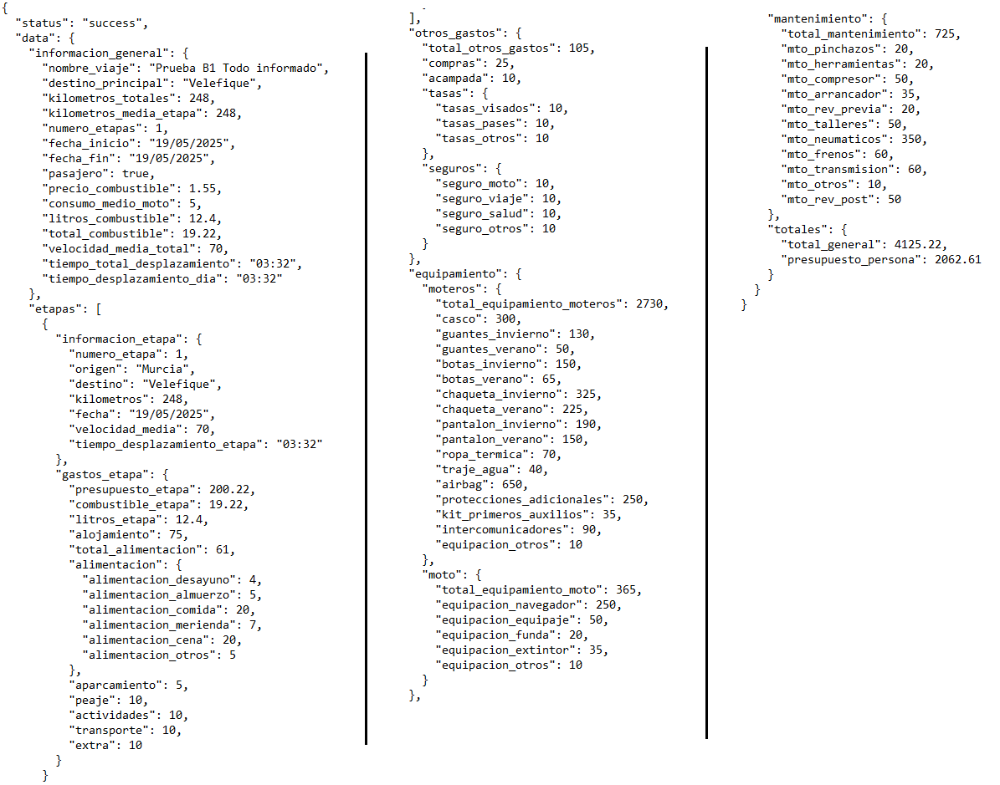 {
  "status": "success",
  "data": {
    "informacion_general": {
      "nombre_viaje": "Prueba B1 Todo informado",
      "destino_principal": "Velefique",
      "kilometros_totales": 248,
      "kilometros_media_etapa": 248,
      "numero_etapas": 1,
      "fecha_inicio": "19/05/2025",
      "fecha_fin": "19/05/2025",
      "pasajero": true,
      "precio_combustible": 1.55,
      "consumo_medio_moto": 5,
      "litros_combustible": 12.4,
      "total_combustible": 19.22,
      "velocidad_media_total": 70,
      "tiempo_total_desplazamiento": "03:32",
      "tiempo_desplazamiento_dia": "03:32"
    },
    "etapas": [
      {
        "informacion_etapa": {
          "numero_etapa": 1,
          "origen": "Murcia",
          "destino": "Velefique",
          "kilometros": 248,
          "fecha": "19/05/2025",
          "velocidad_media": 70,
          "tiempo_desplazamiento_etapa": "03:32"
        },
        "gastos_etapa": {
          "presupuesto_etapa": 200.22,
          "combustible_etapa": 19.22,
          "litros_etapa": 12.4,
          "alojamiento": 75,
          "total_alimentacion": 61,
          "alimentacion": {
            "alimentacion_desayuno": 4,
            "alimentacion_almuerzo": 5,
            "alimentacion_comida": 20,
            "alimentacion_merienda": 7,
            "alimentacion_cena": 20,
            "alimentacion_otros": 5
          },
          "aparcamiento": 5,
          "peaje": 10,
          "actividades": 10,
          "transporte": 10,
          "extra": 10
        }
      }
    ],
    "otros_gastos": {
      "total_otros_gastos": 105,
      "compras": 25,
      "acampada": 10,
      "tasas": {
        "tasas_visados": 10,
        "tasas_pases": 10,
        "tasas_otros": 10
      },
      "seguros": {
        "seguro_moto": 10,
        "seguro_viaje": 10,
        "seguro_salud": 10,
        "seguro_otros": 10
      }
    },
    "equipamiento": {
      "moteros": {
        "total_equipamiento_moteros": 2730,
        "casco": 300,
        "guantes_invierno": 130,
        "guantes_verano": 50,
        "botas_invierno": 150,
        "botas_verano": 65,
        "chaqueta_invierno": 325,
        "chaqueta_verano": 225,
        "pantalon_invierno": 190,
        "pantalon_verano": 150,
        "ropa_termica": 70,
        "traje_agua": 40,
        "airbag": 650,
        "protecciones_adicionales": 250,
        "kit_primeros_auxilios": 35,
        "intercomunicadores": 90,
        "equipacion_otros": 10
      },
      "moto": {
        "total_equipamiento_moto": 365,
        "equipacion_navegador": 250,
        "equipacion_equipaje": 50,
        "equipacion_funda": 20,
        "equipacion_extintor": 35,
        "equipacion_otros": 10
      }
    },
    "mantenimiento": {
      "total_mantenimiento": 725,
      "mto_pinchazos": 20,
      "mto_herramientas": 20,
      "mto_compresor": 50,
      "mto_arrancador": 35,
      "mto_rev_previa": 20,
      "mto_talleres": 50,
      "mto_neumaticos": 350,
      "mto_frenos": 60,
      "mto_transmision": 60,
      "mto_otros": 10,
      "mto_rev_post": 50
    },
    "totales": {
      "total_general": 4125.22,
      "presupuesto_persona": 2062.61
    }
  }
}